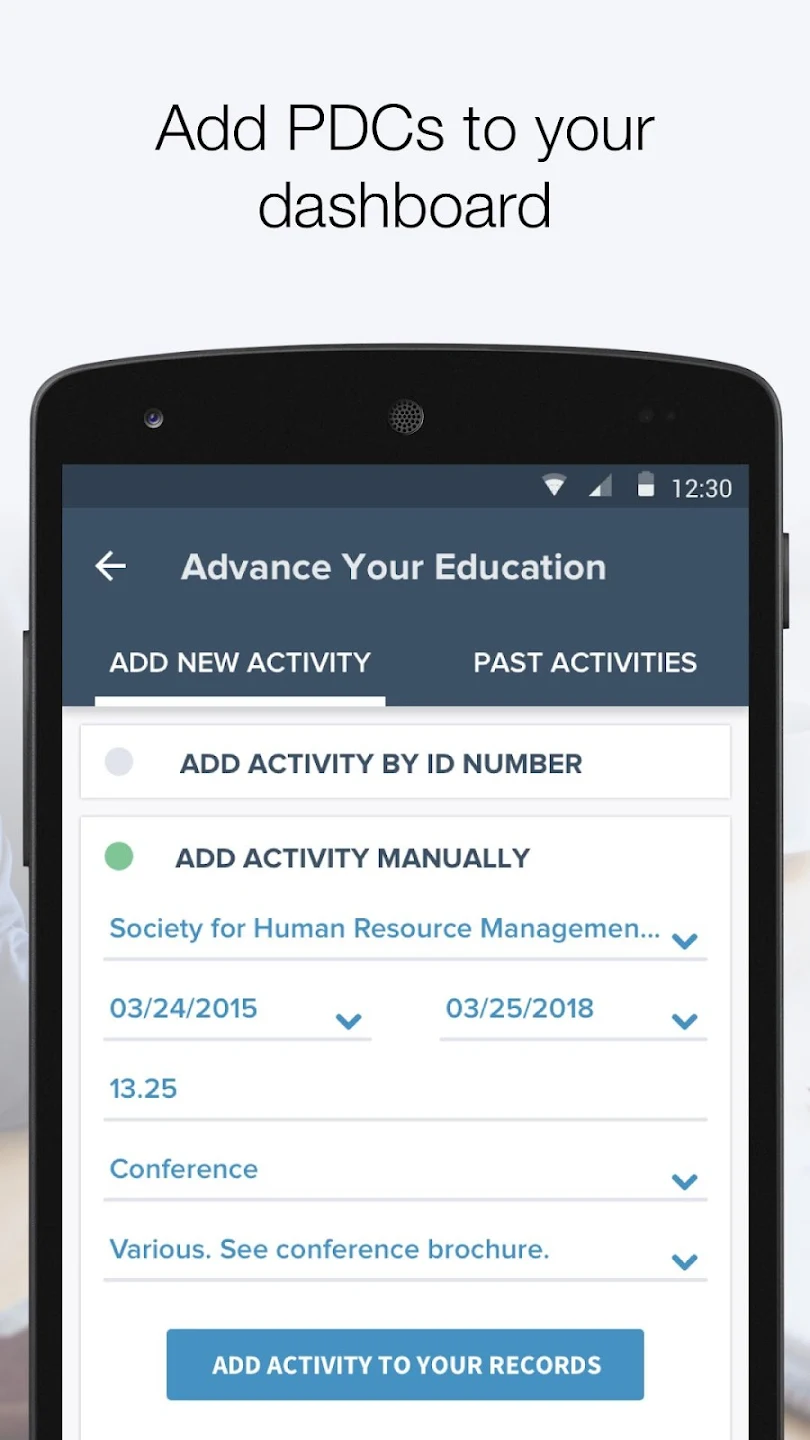 Add PDCs to your
dashboard
12:30
Advance Your Education
ADD NEW ACTIVITY
PAST ACTIVITIES
ADD ACTIVITY BY ID NUMBER
ADD ACTIVITY MANUALLY
Society for Human Resource Managemen...
03/24/2015
03/25/2018
13.25
Conference
Various. See conference brochure.
ADD ACTIVITY TO YOUR RECORDS